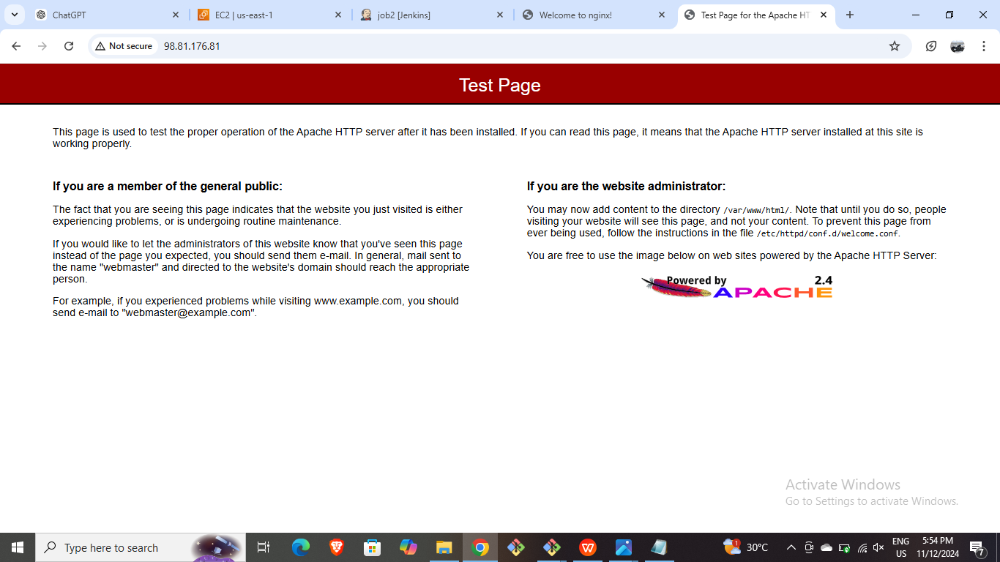 ChatGPT
EC2 | us-east-1
job2 [Jenkins]
Welcome to nginx!
Test Page for the Apache HT
Not secure
98.81.176.81
Test Page
This page is used to test the proper operation of the Apache HTTP server after it has been installed. If you can read this page, it means that the Apache HTTP server installed at this site is
working properly.
If you are a member of the general public:
The fact that you are seeing this page indicates that the website you just visited is either
experiencing problems, or is undergoing routine maintenance.
If you would like to let the administrators of this website know that you've seen this page
instead of the page you expected, you should send them e-mail. In general, mail sent to
the name "webmaster" and directed to the website's domain should reach the appropriate
person.
For example, if you experienced problems while visiting www.example.com, you should
send e-mail to "webmaster@example.com".
If you are the website administrator:
You may now add content to the directory /var/www/html/. Note that until you do so, people
visiting your website will see this page, and not your content. To prevent this page from
ever being used, follow the instructions in the file /etc/httpd/conf.d/welcome.conf.
You are free to use the image below on web sites powered by the Apache HTTP Server:
Powered by 2.4
APACHE
Activate Windows
Go to Settings to activate Windows.
Type here to search
W
1
30°C
ENG
US
5:54 PM
11/12/2024
7